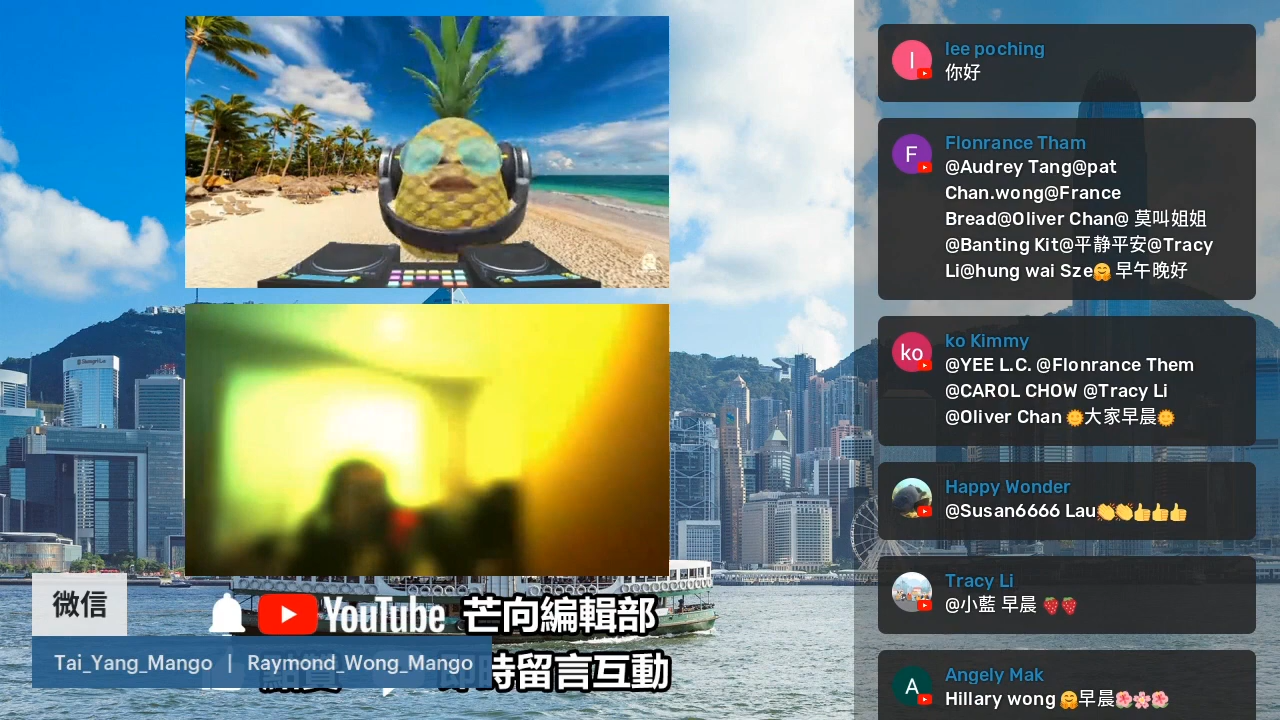 lee poching
你好
Flonrance Tham
@Audrey Tang@pat
Chan.wong@France
Bread@Oliver Chan@ 莫叫姐姐
@Banting Kit@平静平安@Tracy
Li@hung wai Sze🤗 早午晚好
ko Kimmy
@YEE L.C. @Flonrance Them
@CAROL CHOW @Tracy Li
@Oliver Chan 🌞大家早晨🌞
Happy Wonder
@Susan6666 Lau👏👏👍👍👍
Tracy Li
@小藍 早晨 🍓🍓
Angely Mak
Hillary wong 🤗早晨🌺🌸🌺
微信
Tai_Yang_Mango | Raymond_Wong_Mango
YouTube 芒向編輯部
點贊 即時留言互動